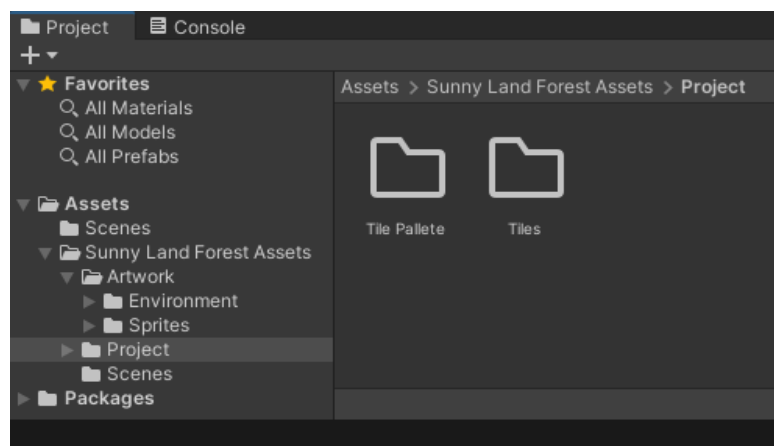 Project Console
Favorites
All Materials
All Models
All Prefabs
Assets
Scenes
Sunny Land Forest Assets
Artwork
Environment
Sprites
Project
Scenes
Packages
Assets > Sunny Land Forest Assets > Project
Tile Pallete Tiles